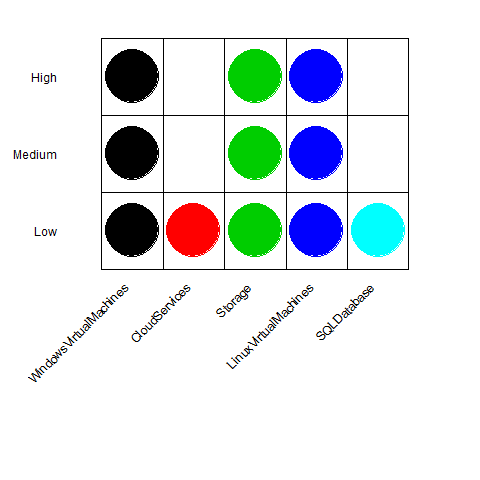 High
Medium
Low
WindowsVirtualMachines
CloudServices
Storage
LinuxVirtualMachines
SQLDatabase